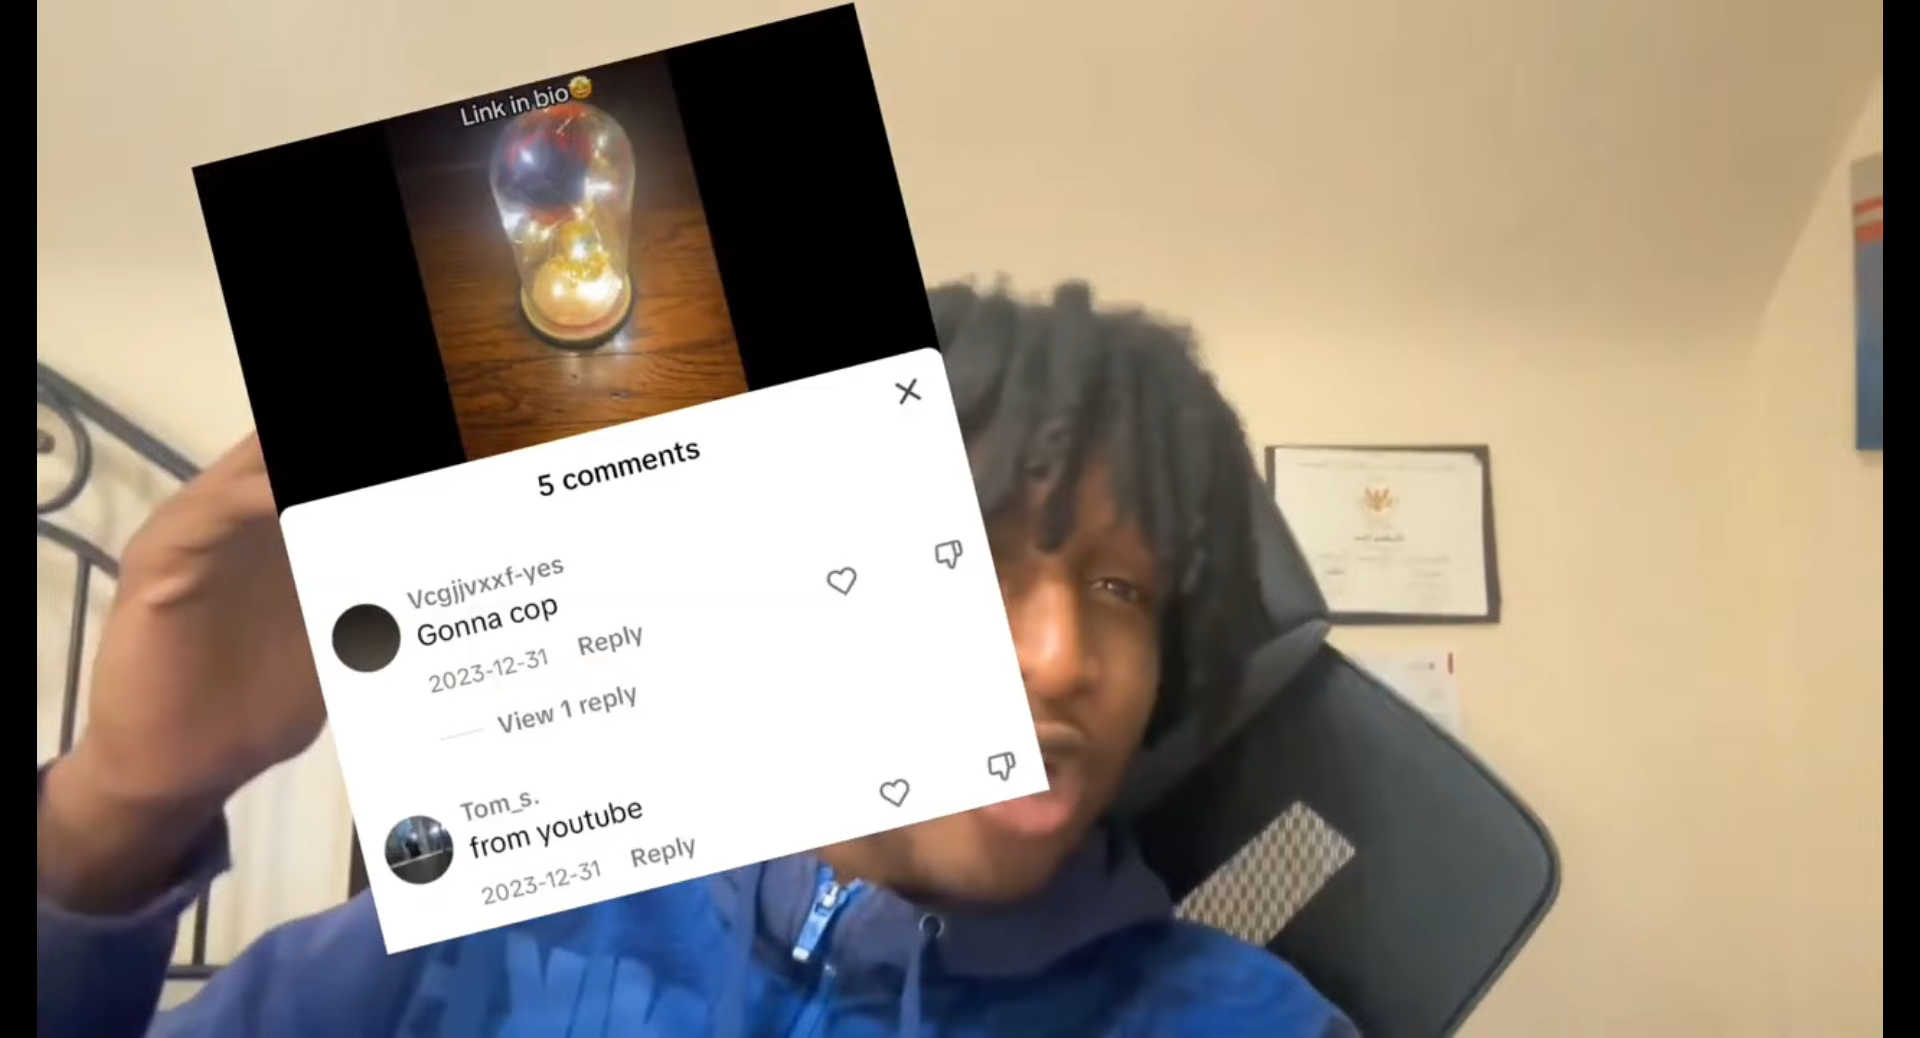 Link in bio🤩
5 comments
Vcgjjvxxf-yes
Gonna cop
2023-12-31 Reply
View 1 reply
Tom_s.
from youtube
2023-12-31 Reply